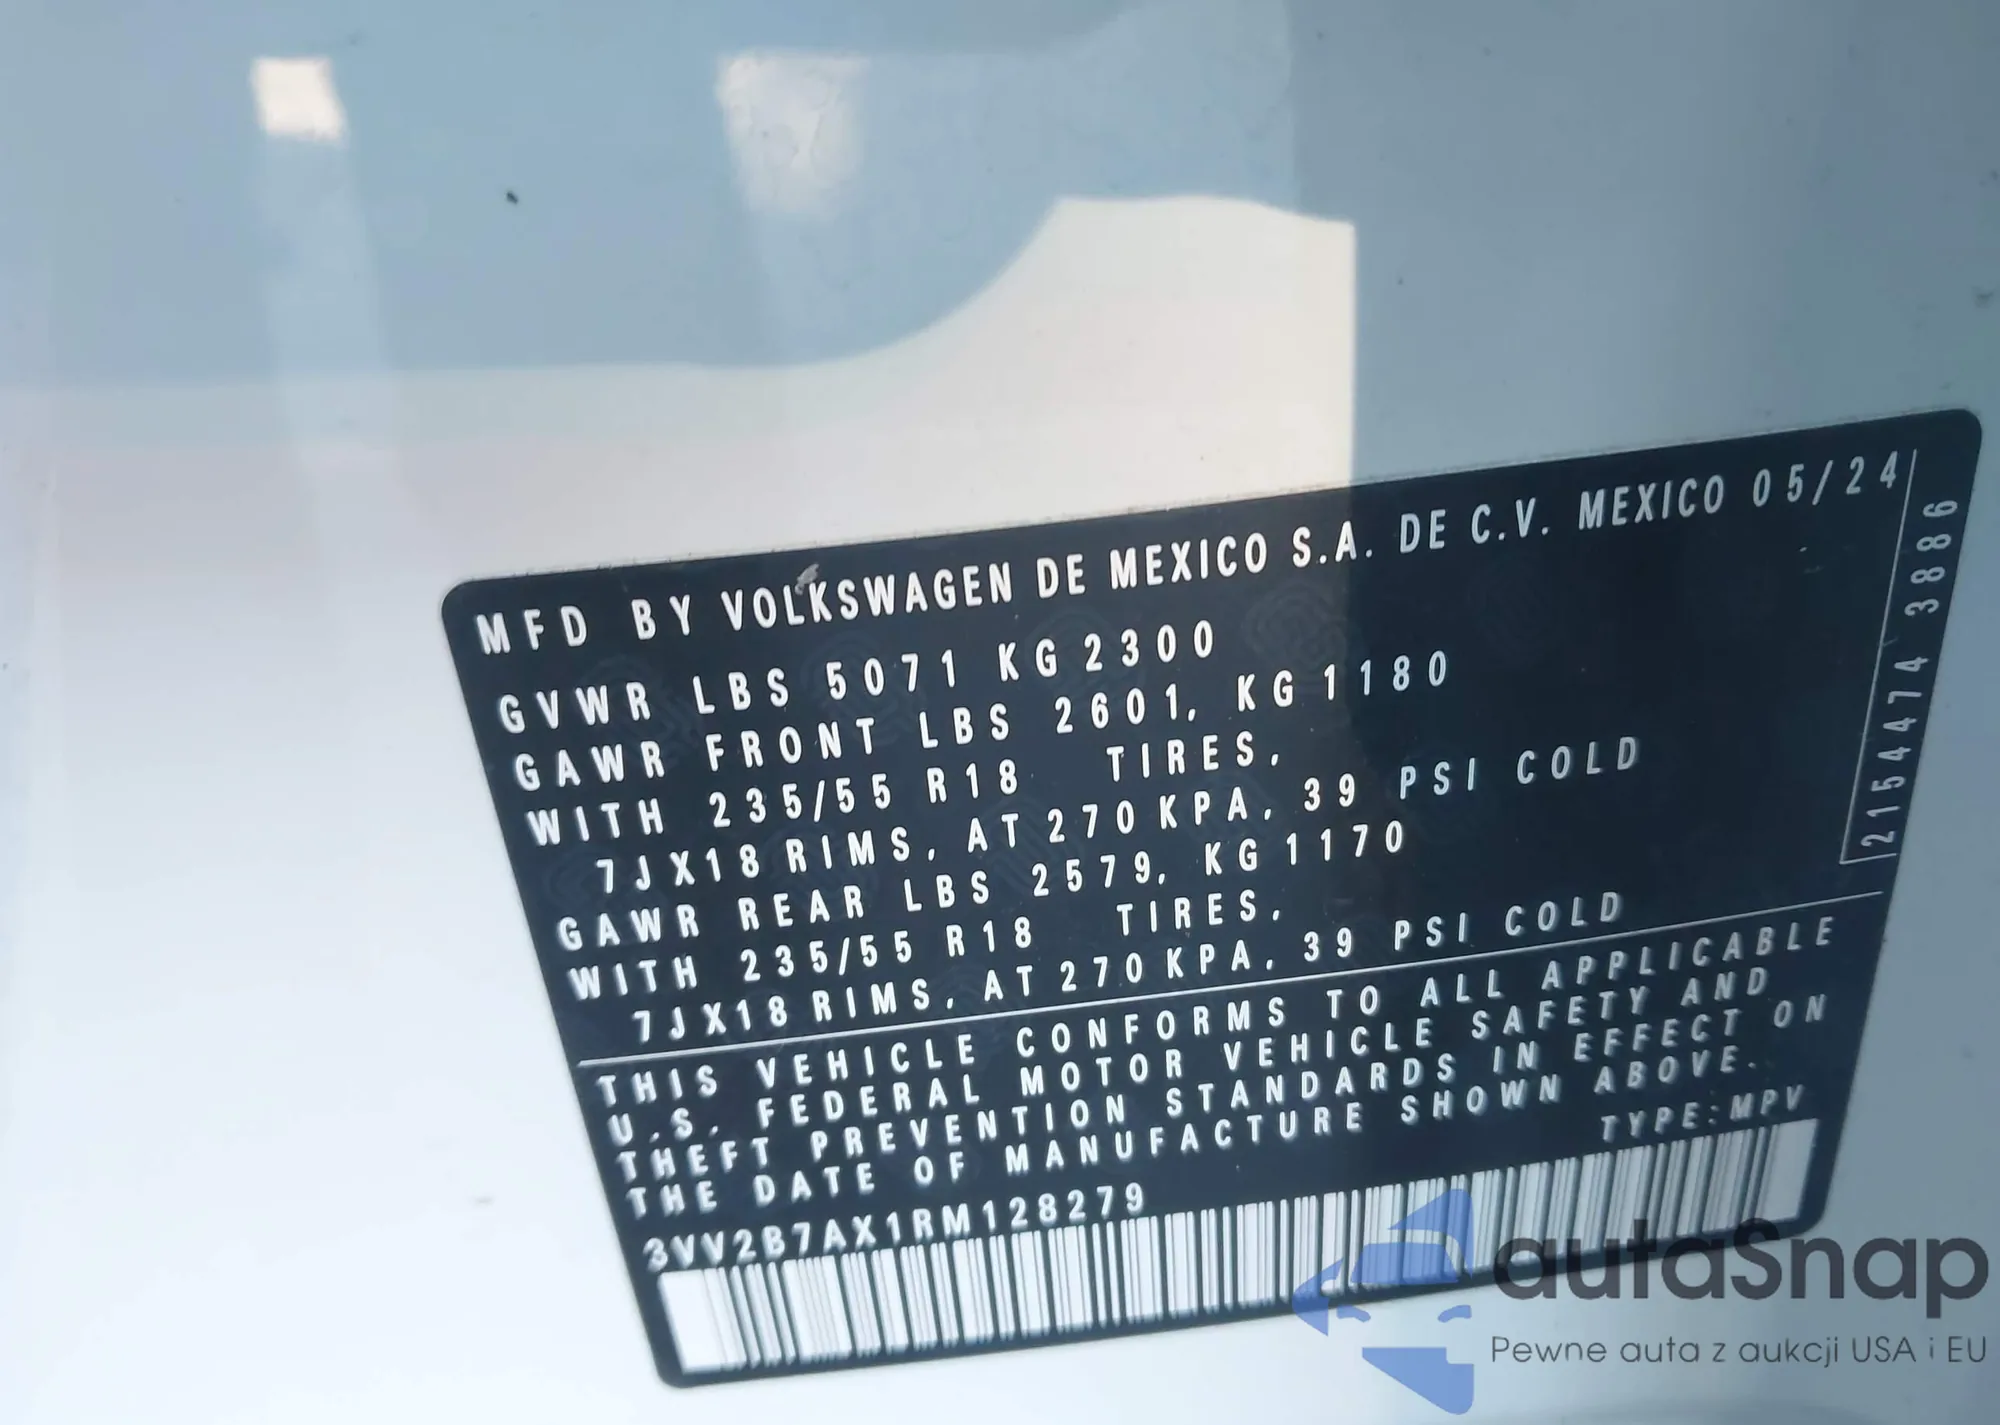 MFD BY VOLKSWAGEN DE MEXICO S.A. DE C.V. MEXICO 05/24
GVWR LBS 5071 KG 2300
GAWR FRONT LBS 2601, KG 1180
WITH 235/55 R18 TIRES,
7JX18 RIMS, AT 270 KPA, 39 PSI COLD
GAWR REAR LBS 2579, KG 1170
WITH 235/55 R18 TIRES,
7JX18 RIMS, AT 270 KPA, 39 PSI COLD
2154474 3886
THIS VEHICLE CONFORMS TO ALL APPLICABLE
U.S. FEDERAL MOTOR VEHICLE SAFETY AND
THEFT PREVENTION STANDARDS IN EFFECT ON
THE DATE OF MANUFACTURE SHOWN ABOVE.
3VV2B7AX1RM128279 TYPE:MPV
autaSnap
Pewne auta z aukcji USA i EU